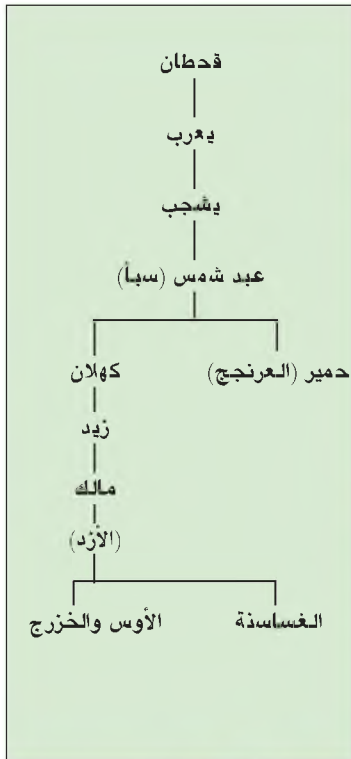 قحطان
يعرب
يشجب
عبد شمس (سبأ)
حمير (العرنجج) كهلان
زيد
مالك
(الأزد)
الغساسنة الأوس والخزرج